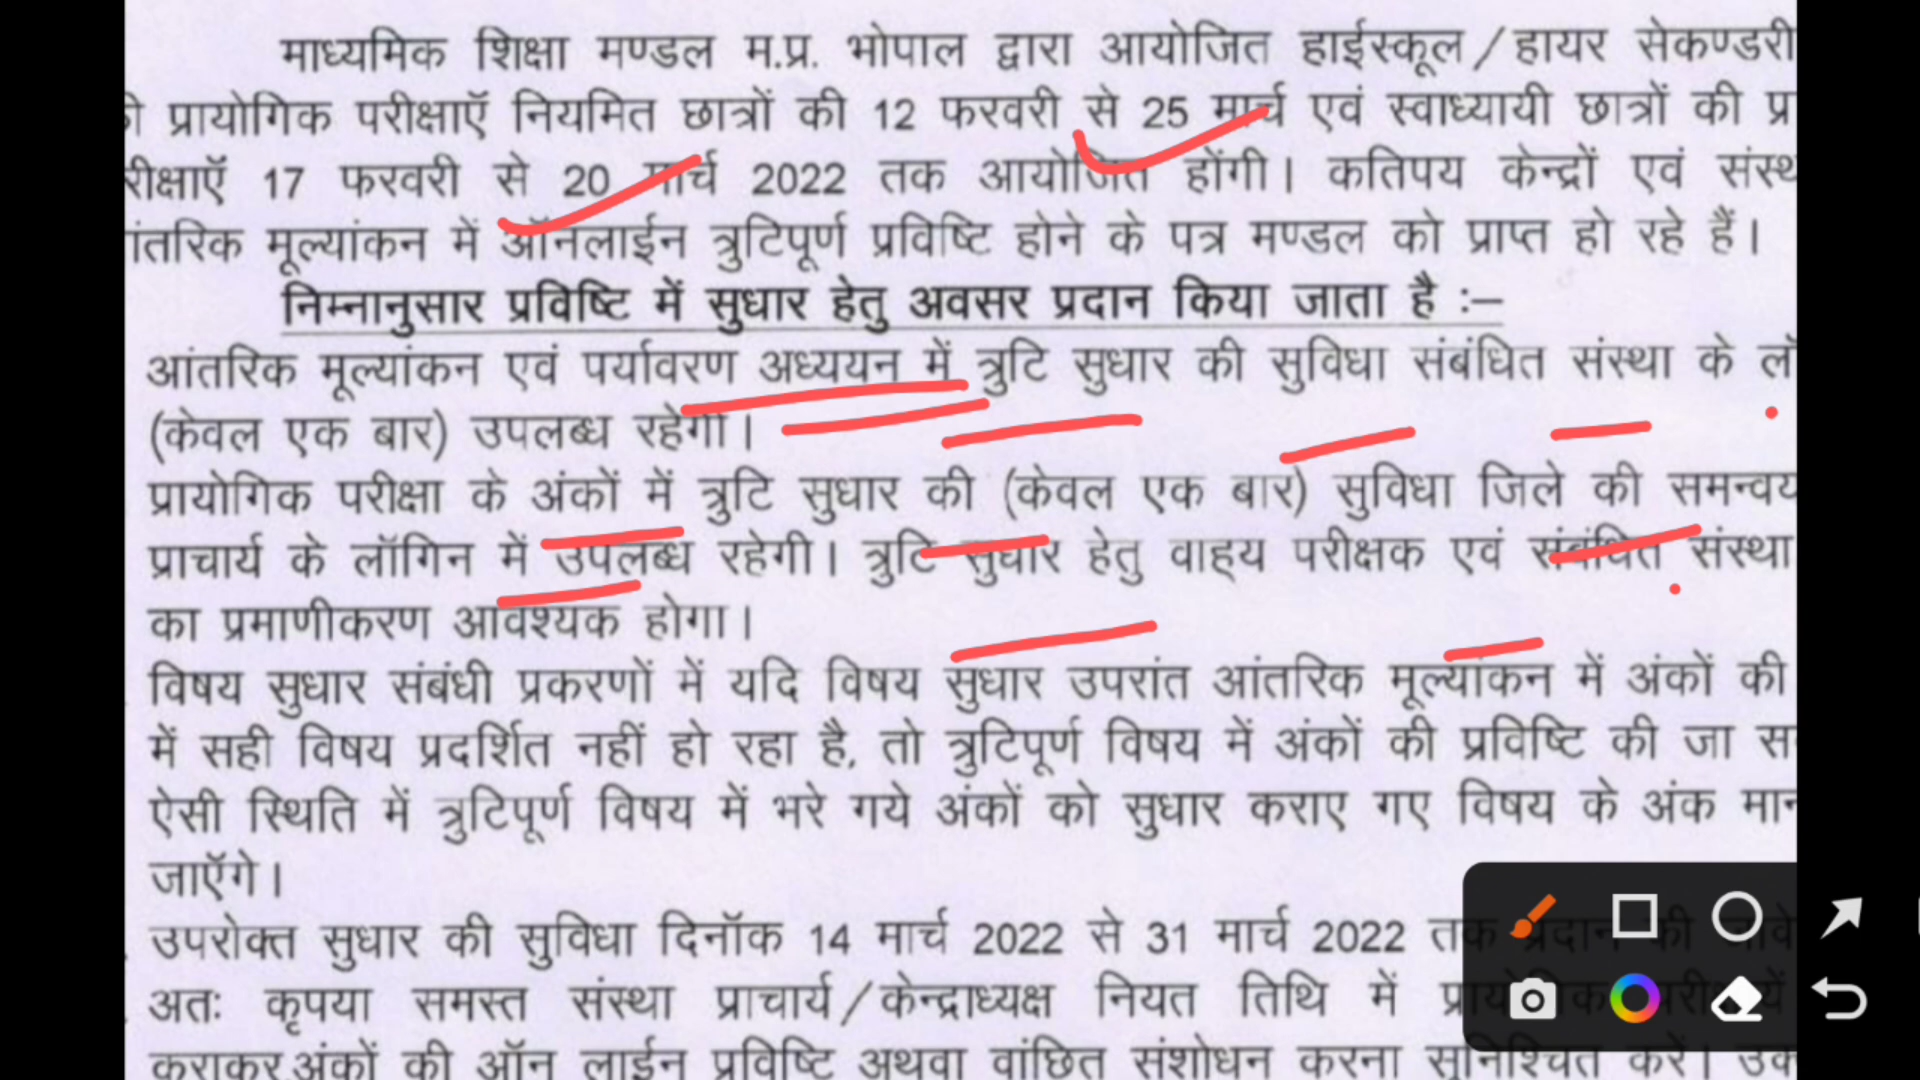 माध्यमिक शिक्षा मण्डल म.प्र. भोपाल द्वारा आयोजित हाईस्कूल/हायर सेकण्डरी
प्रायोगिक परीक्षाएॅ नियमित छात्रों की 12 फरवरी से 25 मार्च एवं स्वाध्यायी छात्रों की प्र
रीक्षाएॅ 17 फरवरी से 20 मार्च 2022 तक आयोजित होंगी। कतिपय केन्द्रों एवं संस्थ
ांतरिक मूल्यांकन में ऑनलाईन त्रुटिपूर्ण प्रविष्टि होने के पत्र मण्डल को प्राप्त हो रहे हैं।
निम्नानुसार प्रविष्टि में सुधार हेतु अवसर प्रदान किया जाता है :–
आंतरिक मूल्यांकन एवं पर्यावरण अध्ययन में त्रुटि सुधार की सुविधा संबंधित संस्था के लॉ
(केवल एक बार) उपलब्ध रहेगी।
प्रायोगिक परीक्षा के अंकों में त्रुटि सुधार की (केवल एक बार) सुविधा जिले की समन्वय
प्राचार्य के लॉगिन में उपलब्ध रहेगी। त्रुटि सुधार हेतु वाह्य परीक्षक एवं संबंधित संस्था
का प्रमाणीकरण आवश्यक होगा।
विषय सुधार संबंधी प्रकरणों में यदि विषय सुधार उपरांत आंतरिक मूल्यांकन में अंकों की
में सही विषय प्रदर्शित नहीं हो रहा है, तो त्रुटिपूर्ण विषय में अंकों की प्रविष्टि की जा स
ऐसी स्थिति में त्रुटिपूर्ण विषय में भरे गये अंकों को सुधार कराए गए विषय के अंक मान
जाएॅगे।
उपरोक्त सुधार की सुविधा दिनॉक 14 मार्च 2022 से 31 मार्च 2022 तक प्रदान की
अतः कृपया समस्त संस्था प्राचार्य/केन्द्राध्यक्ष नियत तिथि में
कराकर,अंकों की ऑन लाईन प्रविष्टि अथवा वांछित संशोधन करना सुनिश्चित करें। उक